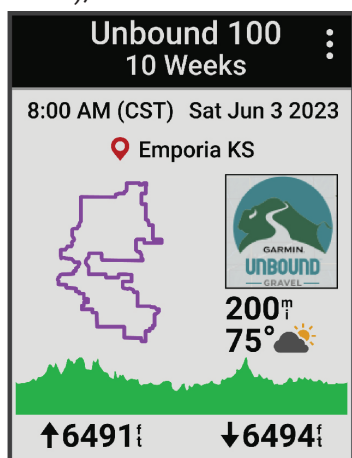 Unbound 100
10 Weeks
8:00 AM (CST) Sat Jun 3 2023
Emporia KS
GARMIN
UNBOUND
GRAVEL
200mi
75°
6491ft 6494ft